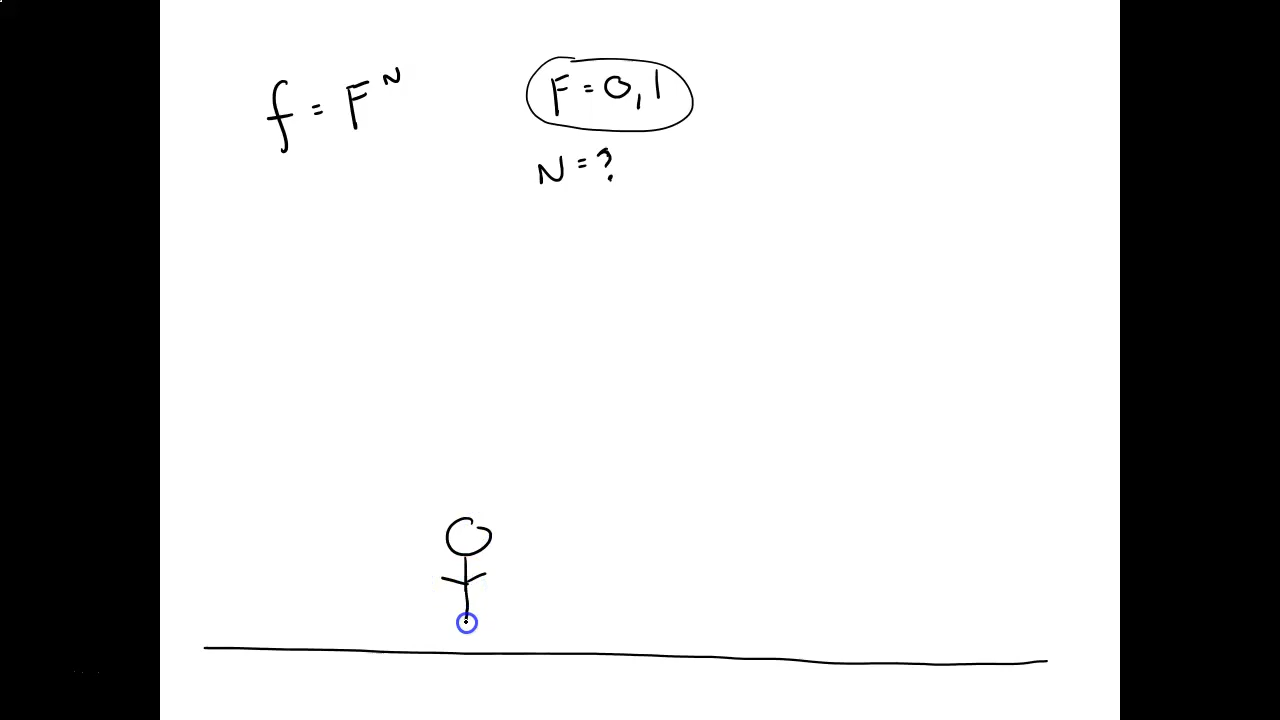 f = F^N
F = 0,1
N = ?